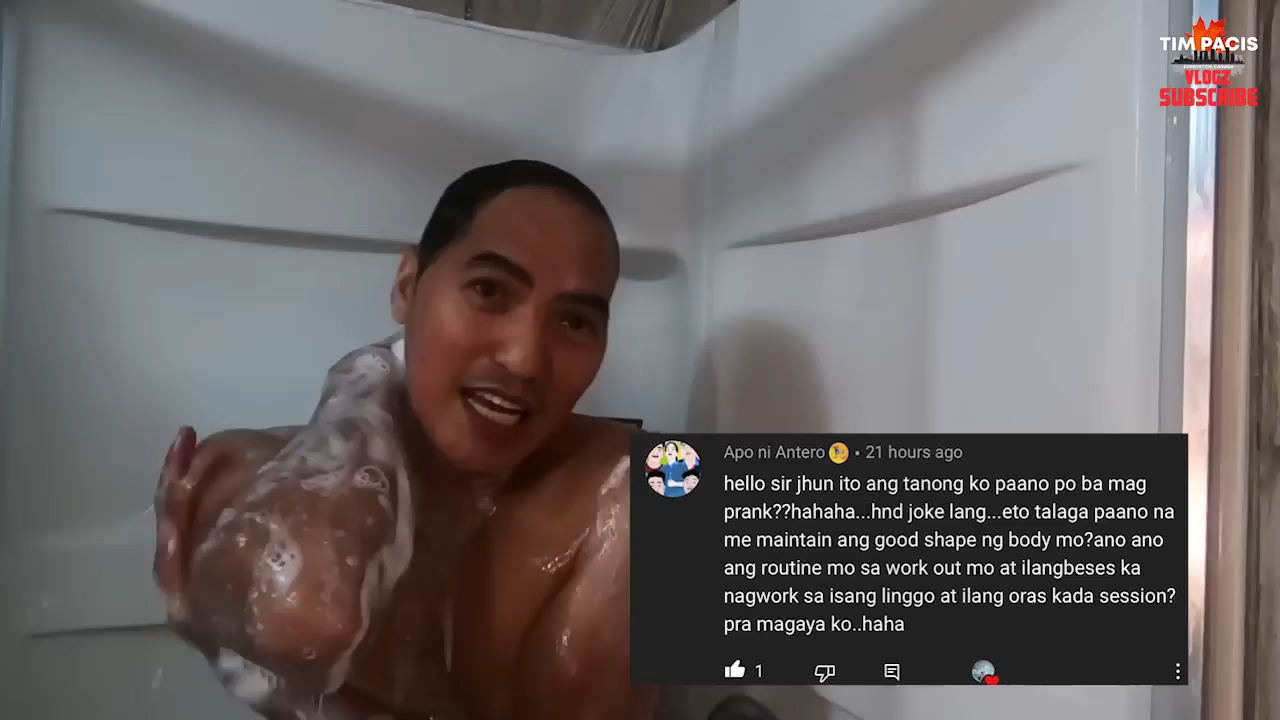 TIM PACIS
EDMONTON CANADA
VLOGZ
SUBSCRIBE
Apo ni Antero • 21 hours ago
hello sir jhun ito ang tanong ko paano po ba mag
prank??hahaha...hnd joke lang...eto talaga paano na
me maintain ang good shape ng body mo?ano ano
ang routine mo sa work out mo at ilangbeses ka
nagwork sa isang linggo at ilang oras kada session?
pra magaya ko..haha
1